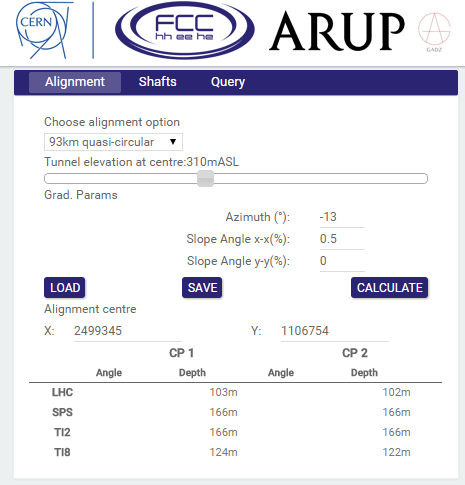 CERN
FCC
hh ee he
ARUP
GADZ
Alignment Shafts Query
Choose alignment option
93km quasi-circular
Tunnel elevation at centre:310mASL
Grad. Params
Azimuth (°): -13
Slope Angle x-x(%): 0.5
Slope Angle y-y(%): 0
LOAD SAVE CALCULATE
Alignment centre
X: 2499345 Y: 1106754
CP 1 CP 2
Angle Depth Angle Depth
LHC 103m 102m
SPS 166m 166m
TI2 166m 166m
TI8 124m 122m